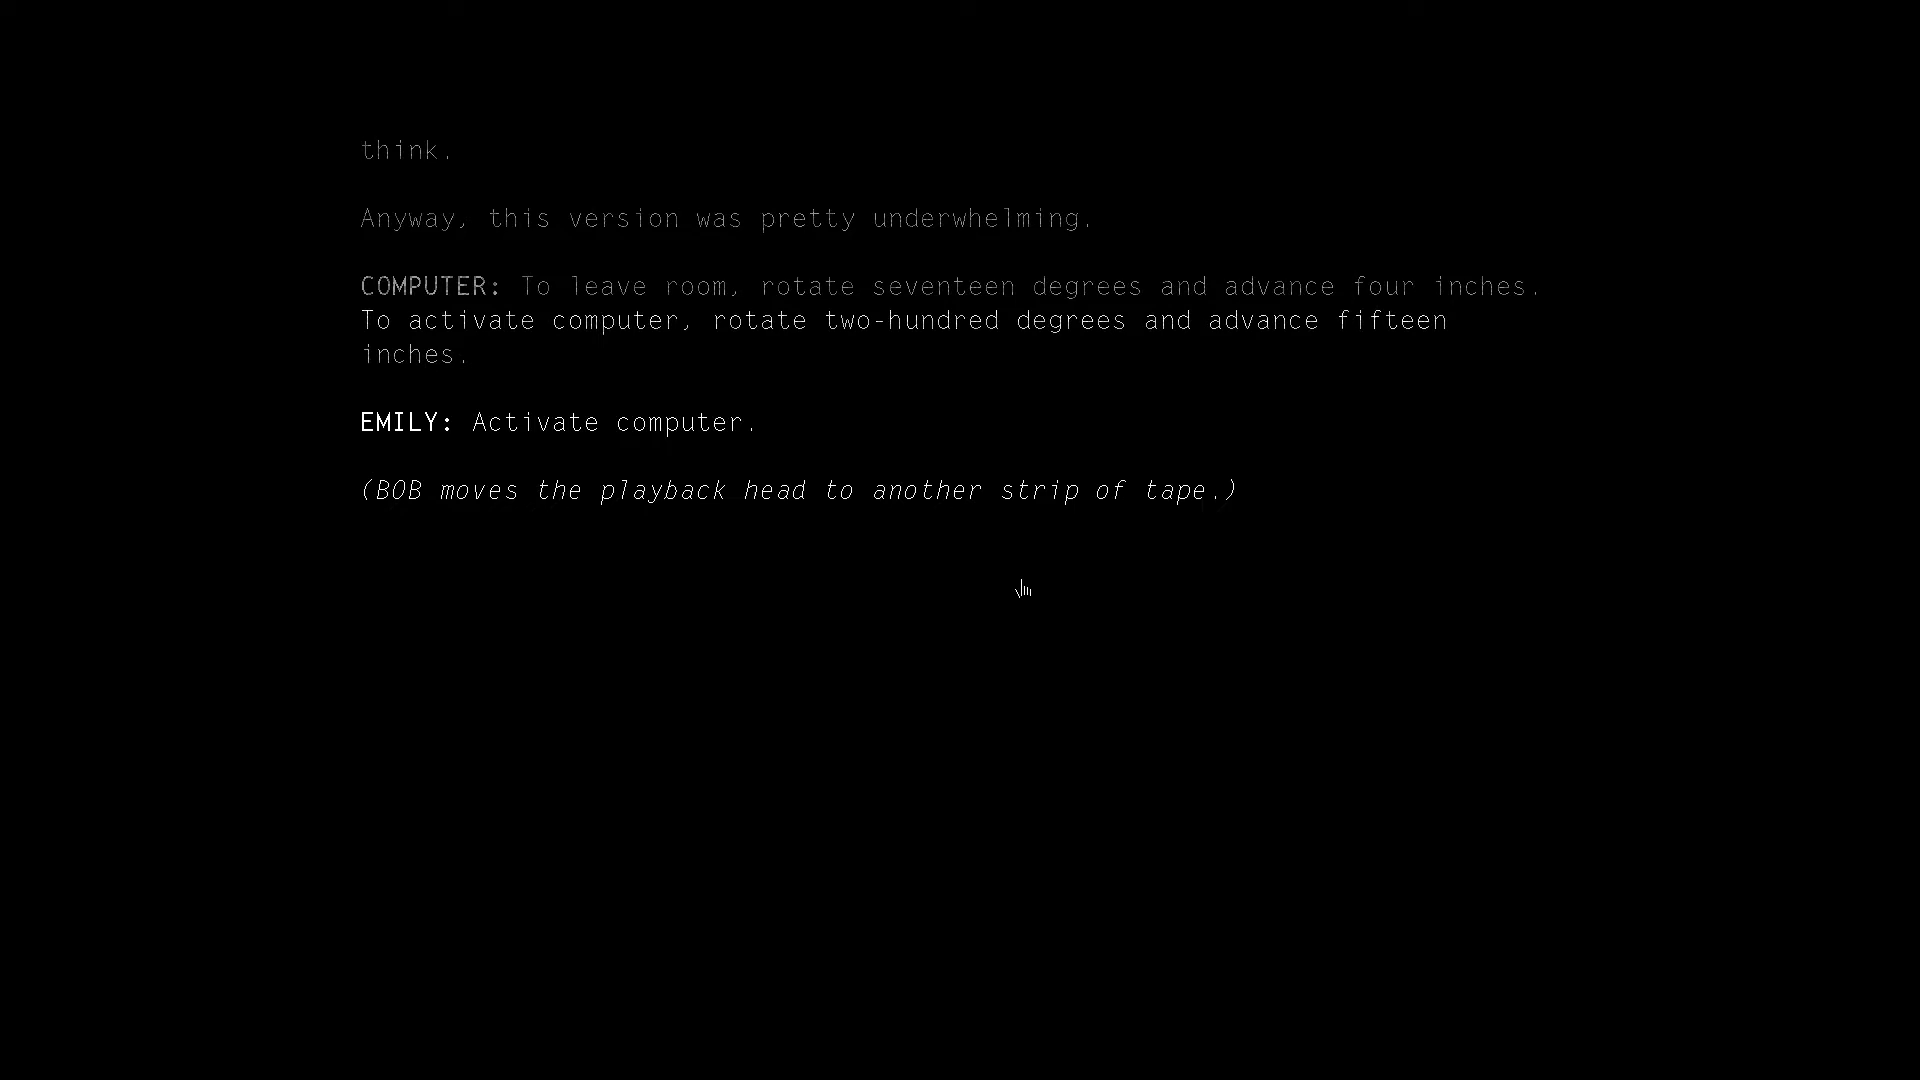 think.
Anyway, this version was pretty underwhelming.
COMPUTER: To leave room, rotate seventeen degrees and advance four inches.
To activate computer, rotate two-hundred degrees and advance fifteen
inches.
EMILY: Activate computer.
(BOB moves the playback head to another strip of tape.)